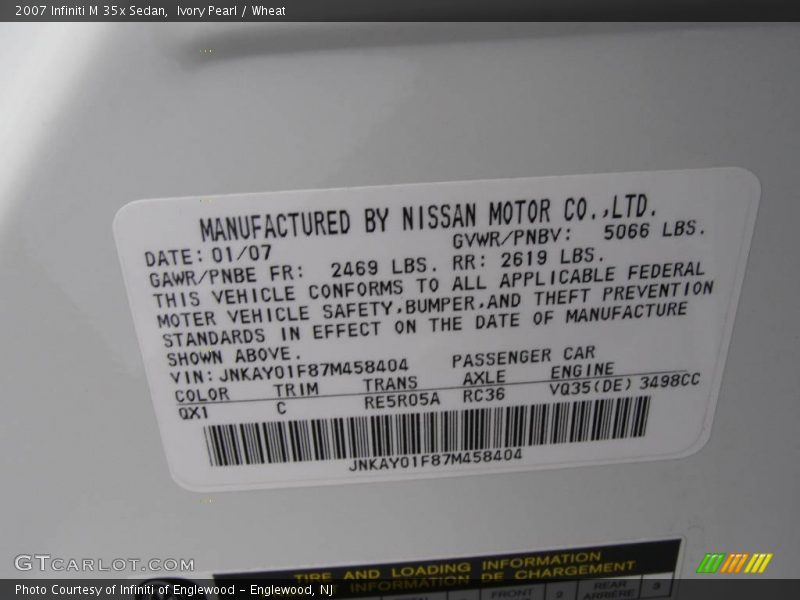 2007 Infiniti M 35x Sedan, Ivory Pearl / Wheat
MANUFACTURED BY NISSAN MOTOR CO.,LTD.
DATE: 01/07 GVWR/PNBV: 5066 LBS.
GAWR/PNBE FR: 2469 LBS. RR: 2619 LBS.
THIS VEHICLE CONFORMS TO ALL APPLICABLE FEDERAL
MOTER VEHICLE SAFETY,BUMPER,AND THEFT PREVENTION
STANDARDS IN EFFECT ON THE DATE OF MANUFACTURE
SHOWN ABOVE.
VIN: JNKAY01F87M458404 PASSENGER CAR
COLOR TRIM TRANS AXLE ENGINE
QX1 C RE5R05A RC36 VQ35(DE) 3498CC
JNKAY01F87M458404
TIRE AND LOADING INFORMATION
INFORMATION DE CHARGEMENT
FRONT REAR
ARRIERE
GTCARLOT.COM
Photo Courtesy of Infiniti of Englewood - Englewood, NJ